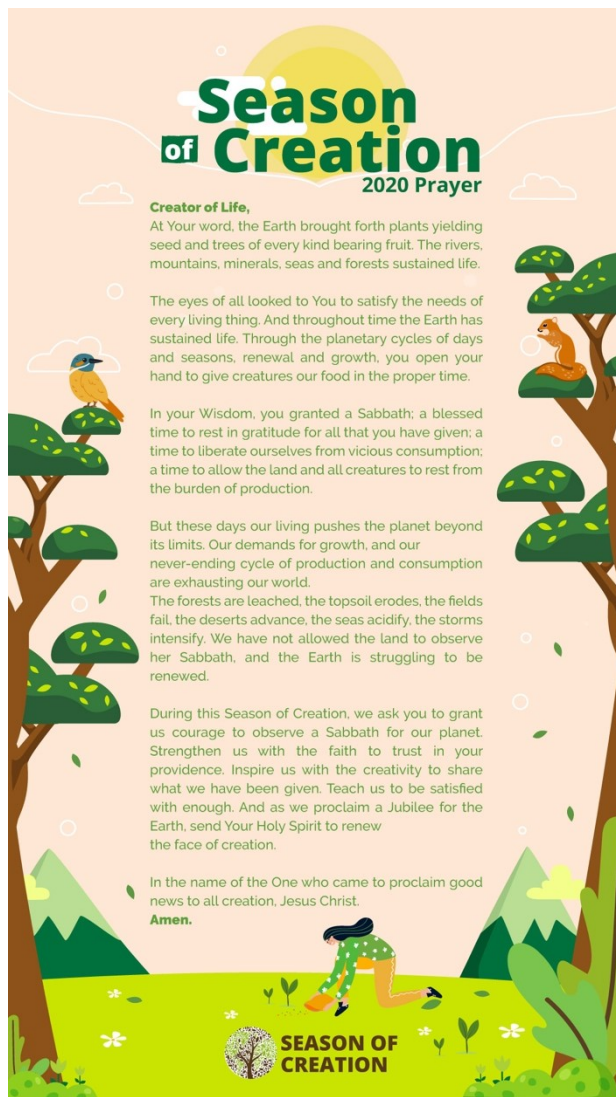 Season
of Creation
2020 Prayer
Creator of Life,
At Your word, the Earth brought forth plants yielding
seed and trees of every kind bearing fruit. The rivers,
mountains, minerals, seas and forests sustained life.
The eyes of all looked to You to satisfy the needs of
every living thing. And throughout time the Earth has
sustained life. Through the planetary cycles of days
and seasons, renewal and growth, you open your
hand to give creatures our food in the proper time.
In your Wisdom, you granted a Sabbath; a blessed
time to rest in gratitude for all that you have given; a
time to liberate ourselves from vicious consumption;
a time to allow the land and all creatures to rest from
the burden of production.
But these days our living pushes the planet beyond
its limits. Our demands for growth, and our
never-ending cycle of production and consumption
are exhausting our world.
The forests are leached, the topsoil erodes, the fields
fail, the deserts advance, the seas acidify, the storms
intensify. We have not allowed the land to observe
her Sabbath, and the Earth is struggling to be
renewed.
During this Season of Creation, we ask you to grant
us courage to observe a Sabbath for our planet.
Strengthen us with the faith to trust in your
providence. Inspire us with the creativity to share
what we have been given. Teach us to be satisfied
with enough. And as we proclaim a Jubilee for the
Earth, send Your Holy Spirit to renew
the face of creation.
In the name of the One who came to proclaim good
news to all creation, Jesus Christ.
Amen.
SEASON OF
CREATION